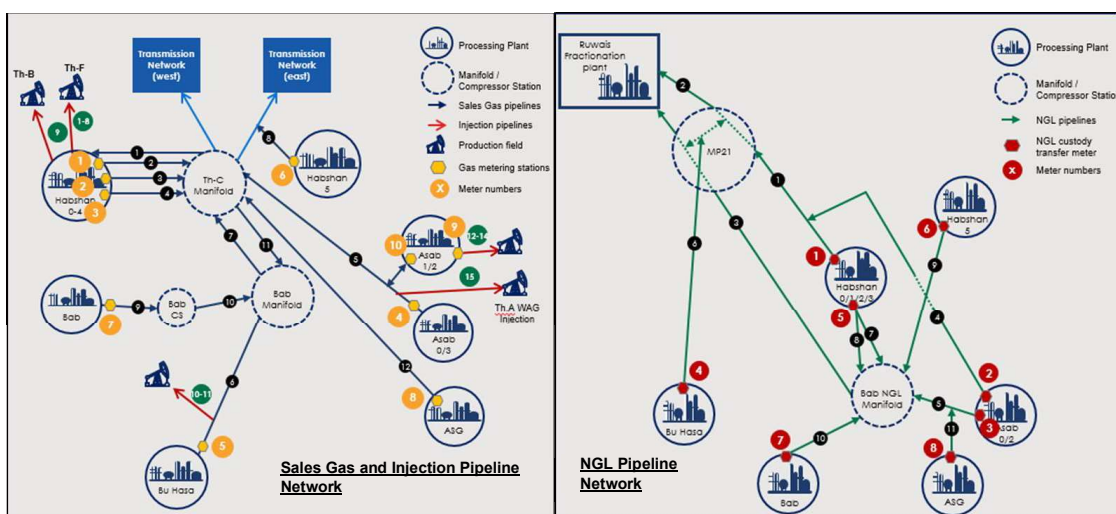 Transmission
Network
(west)
Transmission
Network
(east)
Th-B
Th-F
9
1-8
Processing Plant
Manifold /
Compressor Station
Sales Gas pipelines
Injection pipelines
Production field
Gas metering stations
X
Meter numbers
1
2
3
4
1
2
3
Habshan
0-4
Th-C
Manifold
8
6
Habshan
5
7
11
5
9
10
12-14
Asab
1/2
15
Th.A WAG
Injection
4
Asab
0/3
Bab
7
9
Bab
CS
10
Bab
Manifold
6
12
10-11
8
ASG
5
Bu Hasa
Sales Gas and Injection Pipeline
Network
Ruwais
Fractionation
plant
2
MP21
1
3
6
Processing Plant
Manifold /
Compressor Station
NGL pipelines
NGL custody
transfer meter
X
Meter numbers
6
Habshan
5
9
1
Habshan
0/1/2/3
5
7
8
4
4
Bu Hasa
Bab NGL
Manifold
2
5
3
Asab
0/2
7
10
Bab
11
8
ASG
NGL Pipeline
Network